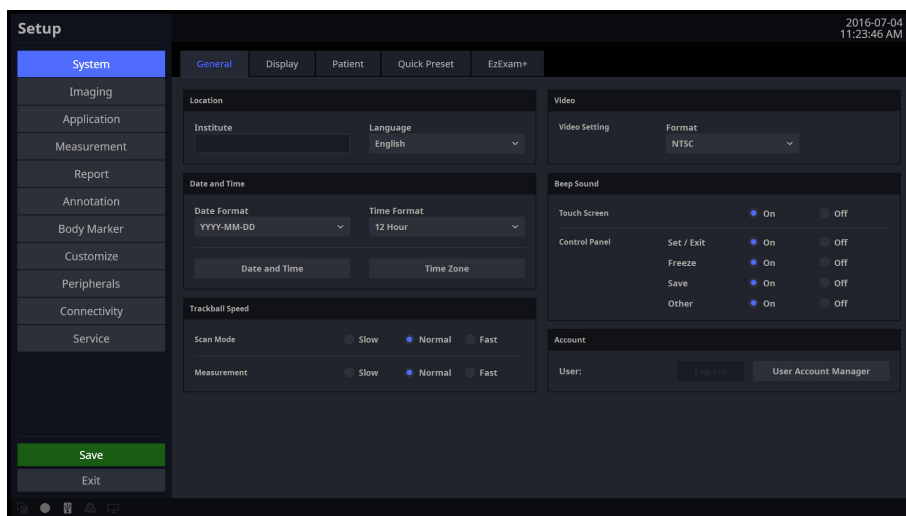 Setup
2016-07-04
11:23:46 AM
System
Imaging
Application
Measurement
Report
Annotation
Body Marker
Customize
Peripherals
Connectivity
Service
Save
Exit
General Display Patient Quick Preset EzExam+
Location
Institute Language
English
Date and Time
Date Format Time Format
YYYY-MM-DD 12 Hour
Date and Time Time Zone
Trackball Speed
Scan Mode Slow Normal Fast
Measurement Slow Normal Fast
Video
Video Setting Format
NTSC
Beep Sound
Touch Screen On Off
Control Panel Set / Exit On Off
Freeze On Off
Save On Off
Other On Off
Account
User: Log-out User Account Manager